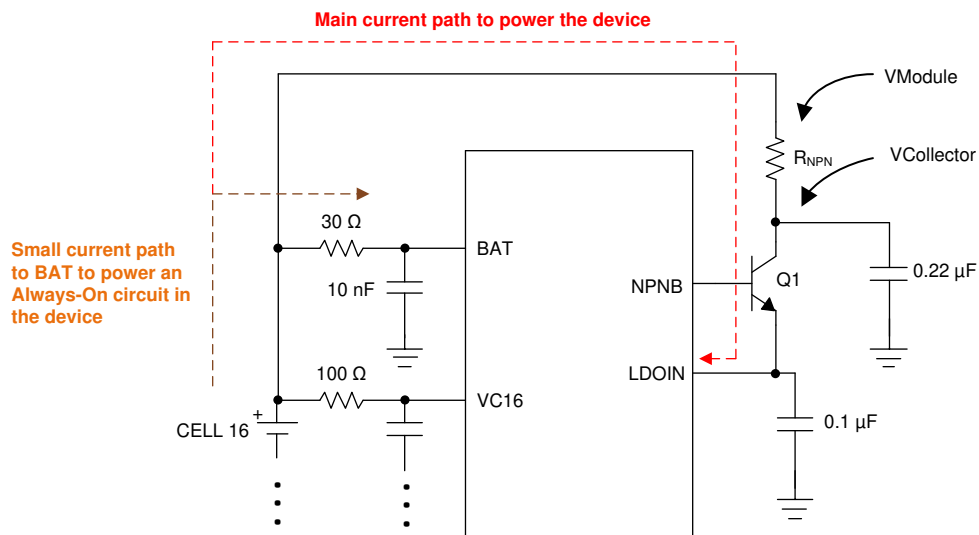 Main current path to power the device
VModule
RNPN
VCollector
30 Ω
Small current path
to BAT to power an
Always-On circuit in
the device
BAT
10 nF
NPNB
Q1
0.22 µF
100 Ω
LDOIN
VC16
+
CELL 16
0.1 µF